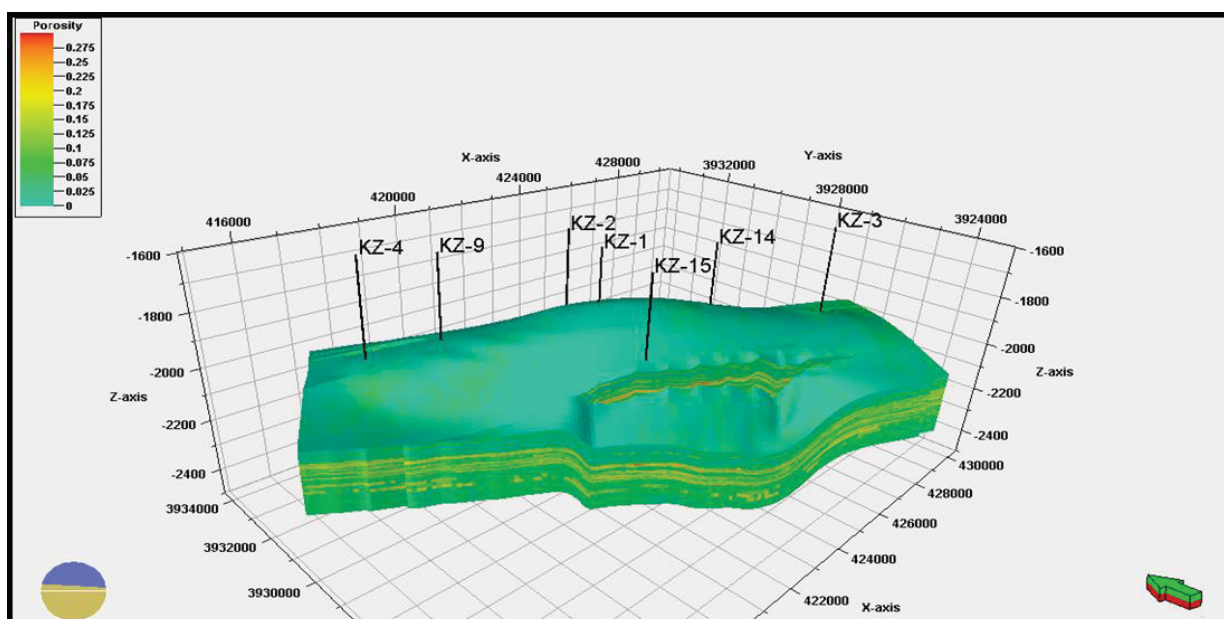 Porosity
0.275
0.25
0.225
0.2
0.175
0.15
0.125
0.1
0.075
0.05
0.025
0
X-axis
Y-axis
416000
420000
424000
428000
3932000
3928000
3924000
KZ-4
KZ-9
KZ-2
KZ-1
KZ-15
KZ-14
KZ-3
-1600
-1800
-2000
Z-axis
-2200
-2400
-1600
-1800
-2000
Z-axis
-2200
-2400
3934000
3932000
3930000
430000
428000
426000
424000
422000
X-axis